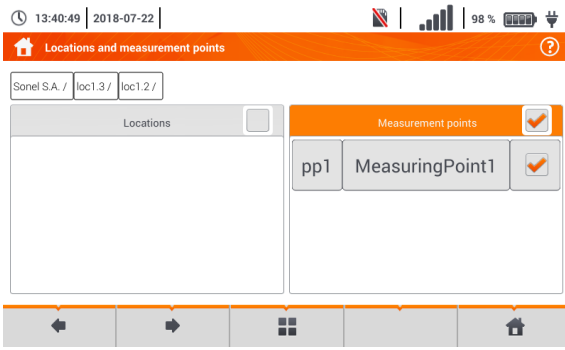 13:40:49 2018-07-22 98 %
Locations and measurement points ?
Sonel S.A. / loc1.3 / loc1.2 /
Locations Measurement points
pp1 MeasuringPoint1